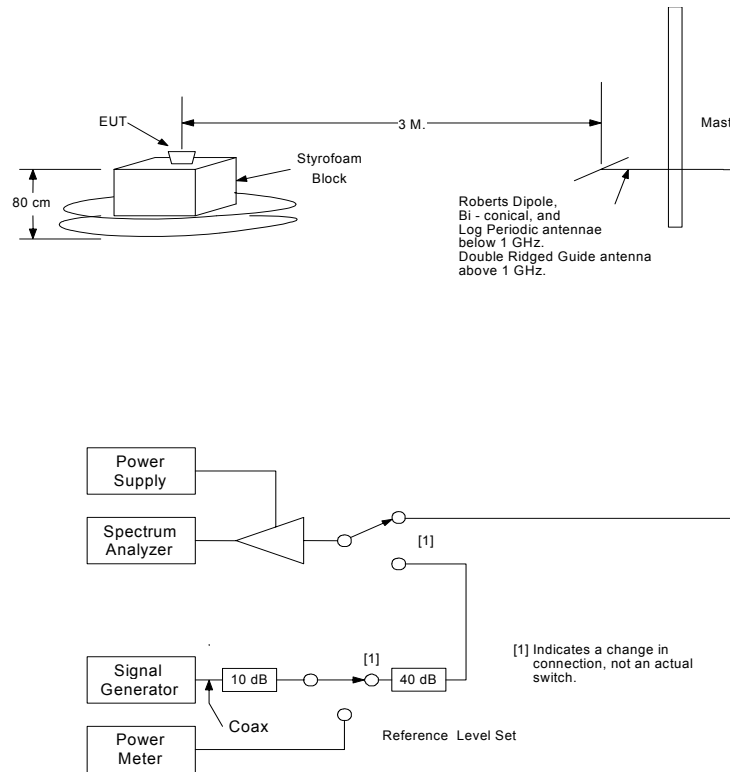 EUT
3 M.
Mast
Styrofoam
Block
80 cm
Roberts Dipole,
Bi - conical, and
Log Periodic antennae
below 1 GHz.
Double Ridged Guide antenna
above 1 GHz.
Power
Supply
Spectrum
Analyzer
[1]
[1] Indicates a change in
connection, not an actual
switch.
Signal
Generator
10 dB
[1]
40 dB
Coax
Power
Meter
Reference Level Set